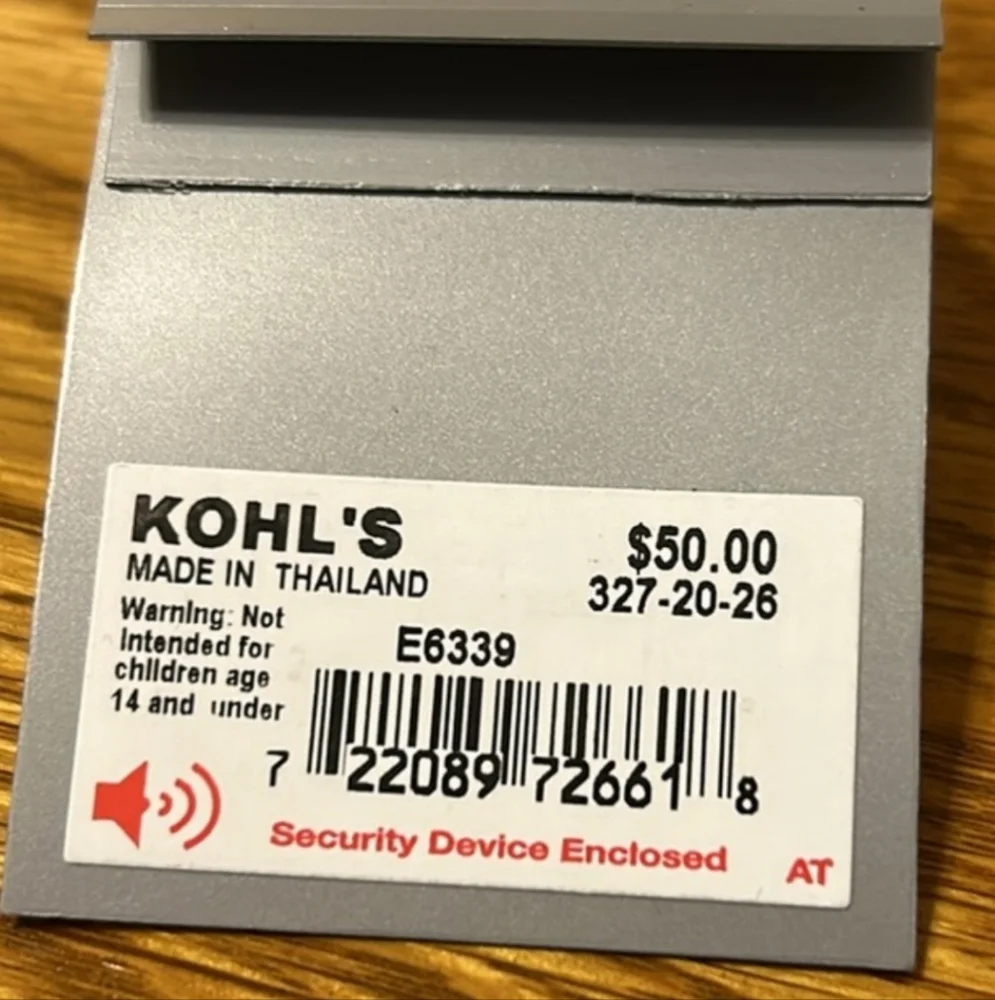 KOHL'S
MADE IN THAILAND
$50.00
327-20-26
Warning: Not
Intended for
children age
14 and under
E6339
7 22089 72661 8
Security Device Enclosed
AT